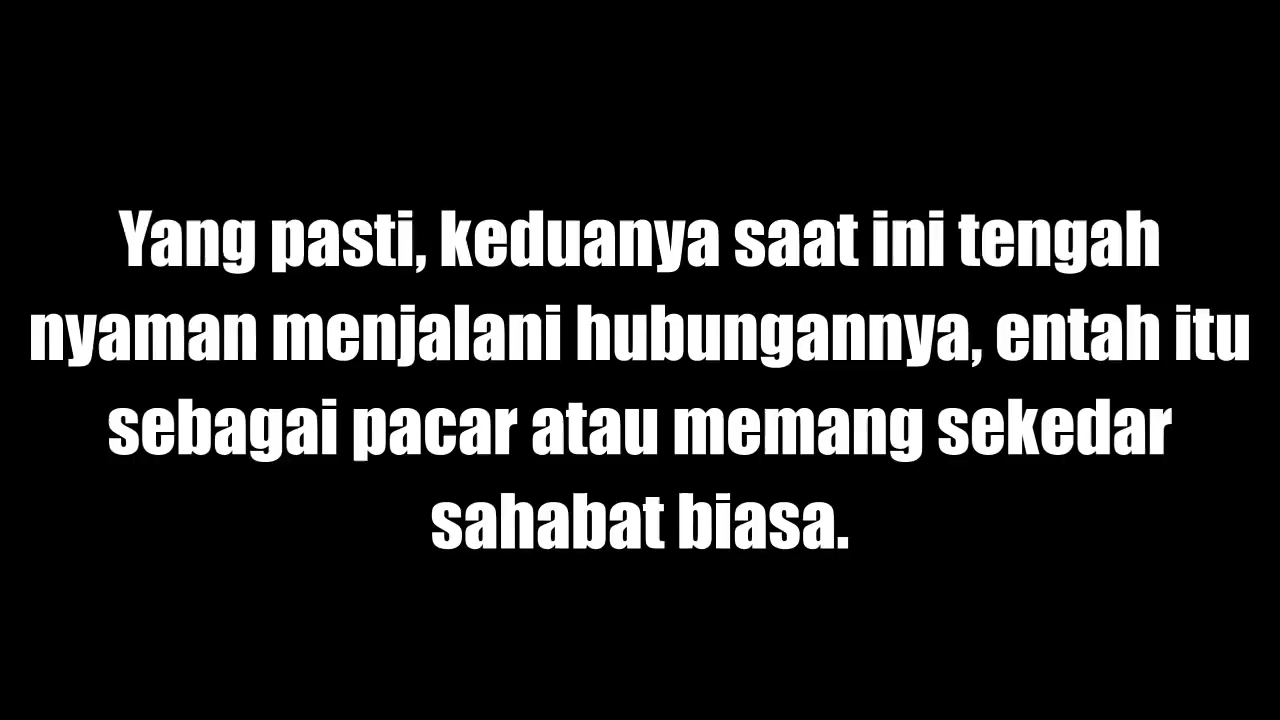 Yang pasti, keduanya saat ini tengah
nyaman menjalani hubungannya, entah itu
sebagai pacar atau memang sekedar
sahabat biasa.